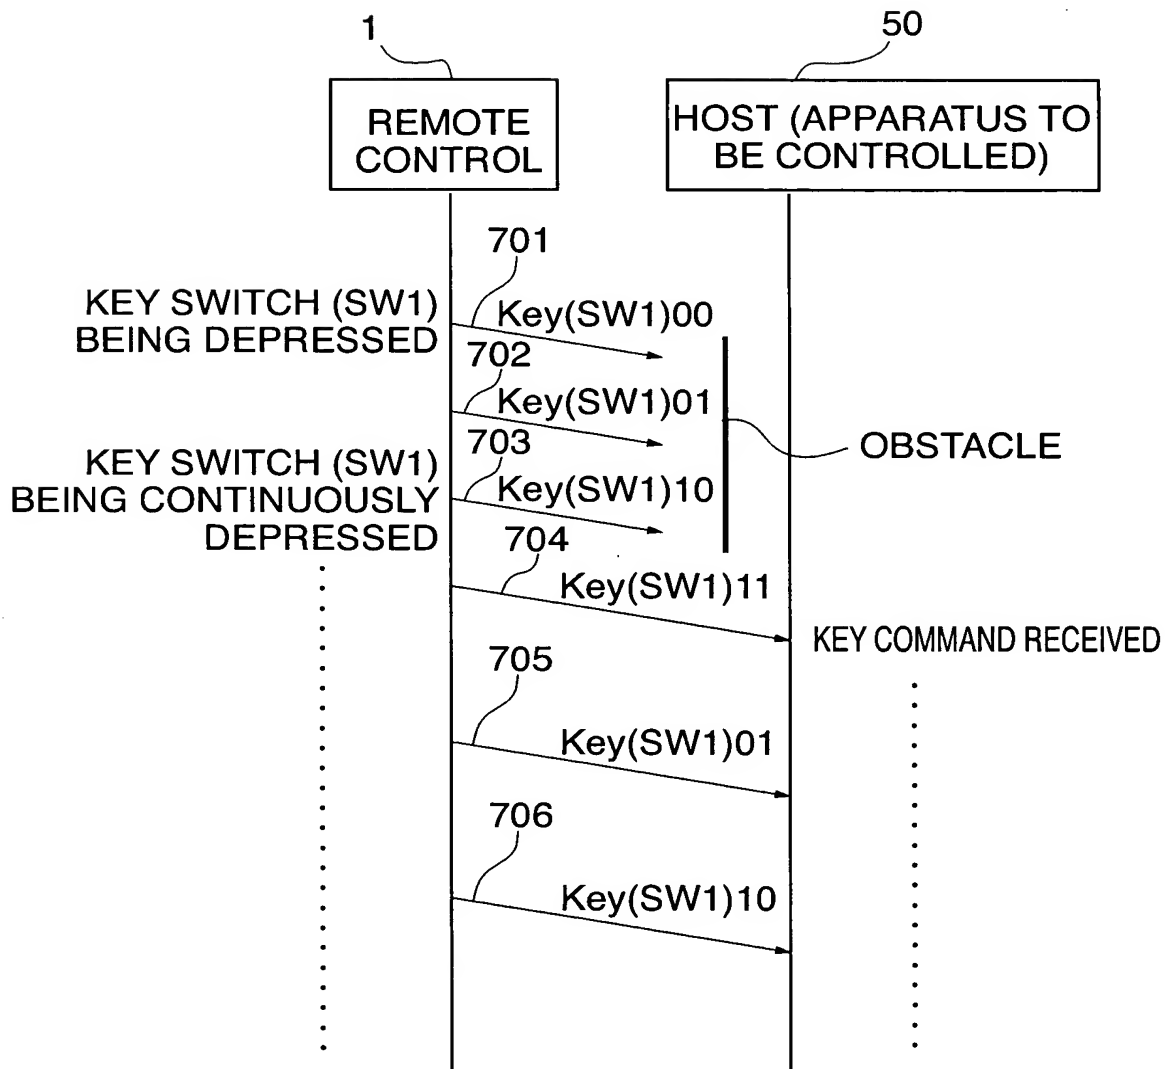 1
50
REMOTE
CONTROL
HOST (APPARATUS TO
BE CONTROLLED)
701
KEY SWITCH (SW1)
BEING DEPRESSED
Key(SW1)00
702
Key(SW1)01
703
OBSTACLE
KEY SWITCH (SW1)
BEING CONTINUOUSLY
DEPRESSED
Key(SW1)10
704
Key(SW1)11
KEY COMMAND RECEIVED
705
Key(SW1)01
706
Key(SW1)10